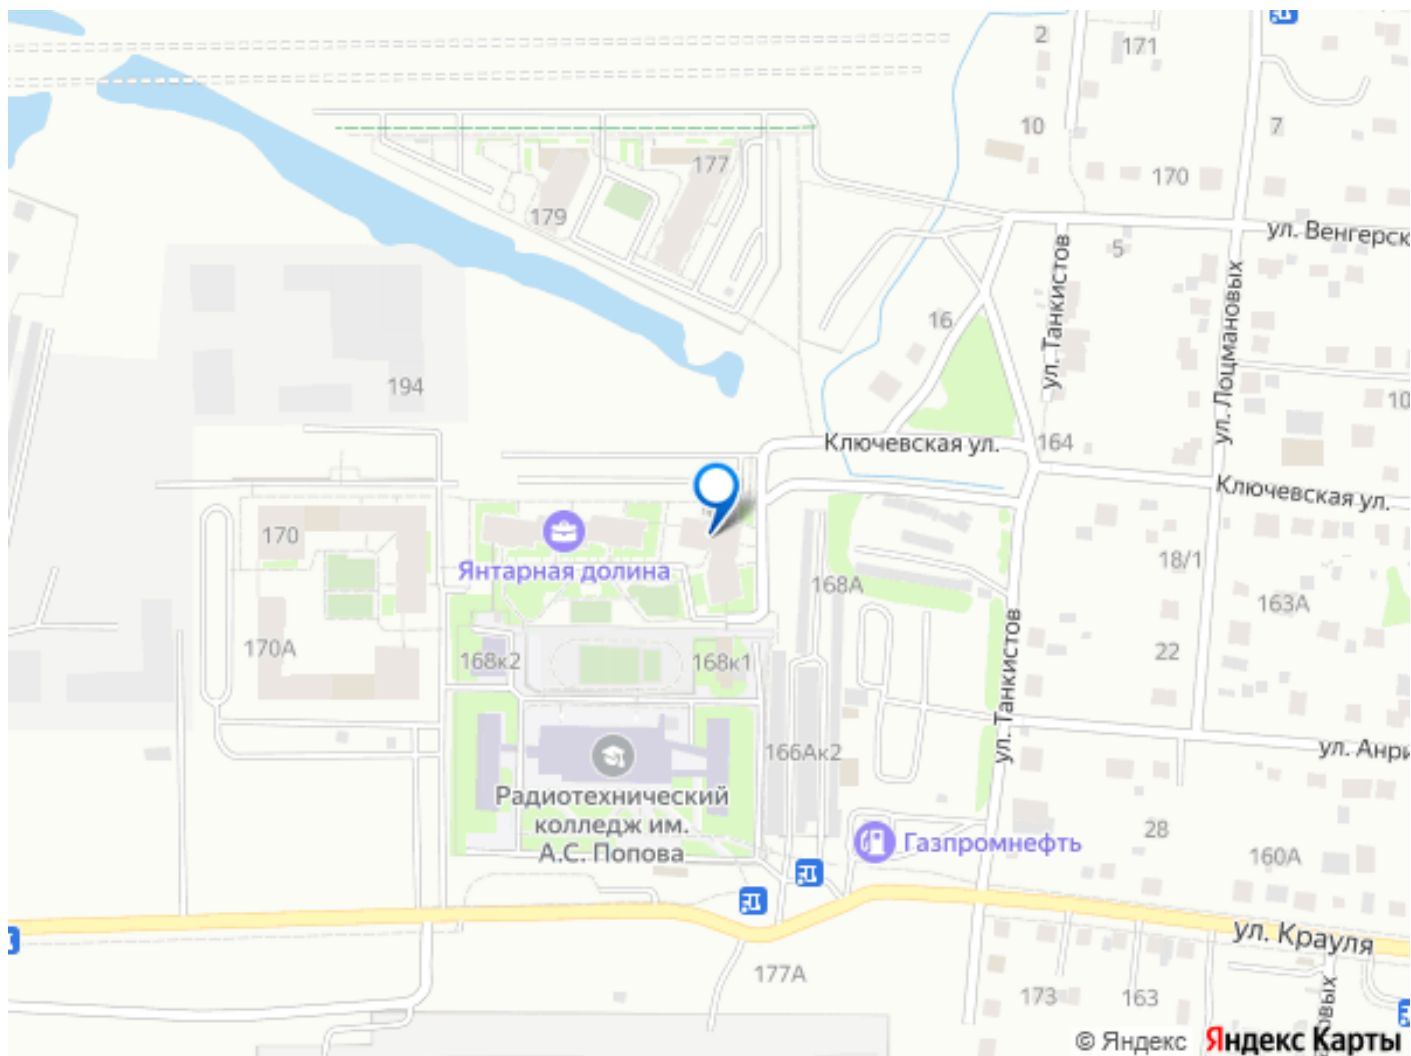 2
171
10
7
177
170
179
ул. Венгерск
5
ул. Танкистов
ул. Лоцмановых
16
194
10
Ключевская ул.
164
Ключевская ул.
170
18/1
Янтарная долина
168А
163А
170А
168к2
168к1
22
ул. Танкистов
166Ак2
ул. Анри
Радиотехнический
колледж им.
А.С. Попова
28
Газпромнефть
160А
ул. Крауля
177А
173
163
овых
© Яндекс
Яндекс Карты